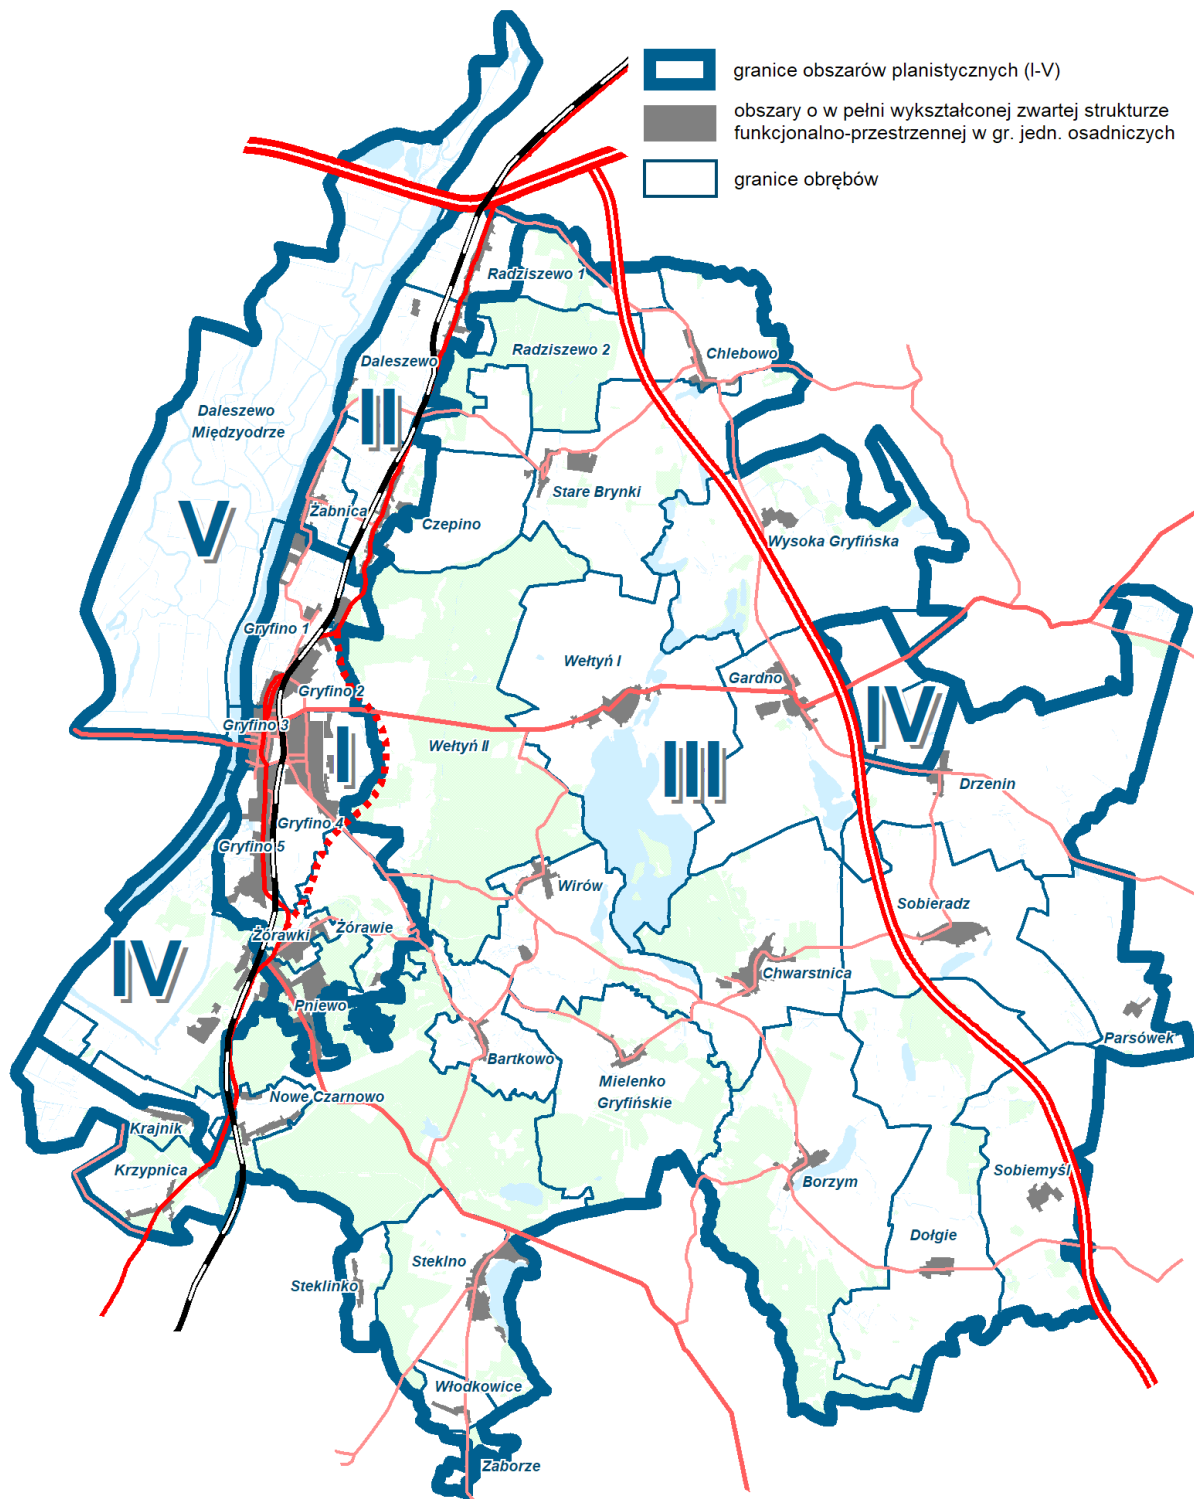 granice obszarów planistycznych (I-V)
obszary o w pełni wykształconej zwartej strukturze
funkcjonalno-przestrzennej w gr. jedn. osadniczych
granice obrębów
Radziszewo 1
Radziszewo 2
Chlebowo
Daleszewo
II
Daleszewo
Międzyodrze
V
Stare Brynki
Żabnica
Czepino
Wysoka Gryfińska
Gryfino 1
Wełtyń I
Gardno
Gryfino 2
IV
Gryfino 3
Wełtyń II
I
III
Drzenin
Gryfino 4
Gryfino 5
Wirów
Sobieradz
Żórawki
Żórawie
IV
Chwarstnica
Pniewo
Parsówek
Bartkowo
Mielenko
Gryfińskie
Nowe Czarnowo
Krajnik
Krzypnica
Sobiemyśl
Borzym
Dołgie
Steklno
Steklinko
Włodkowice
Zaborze